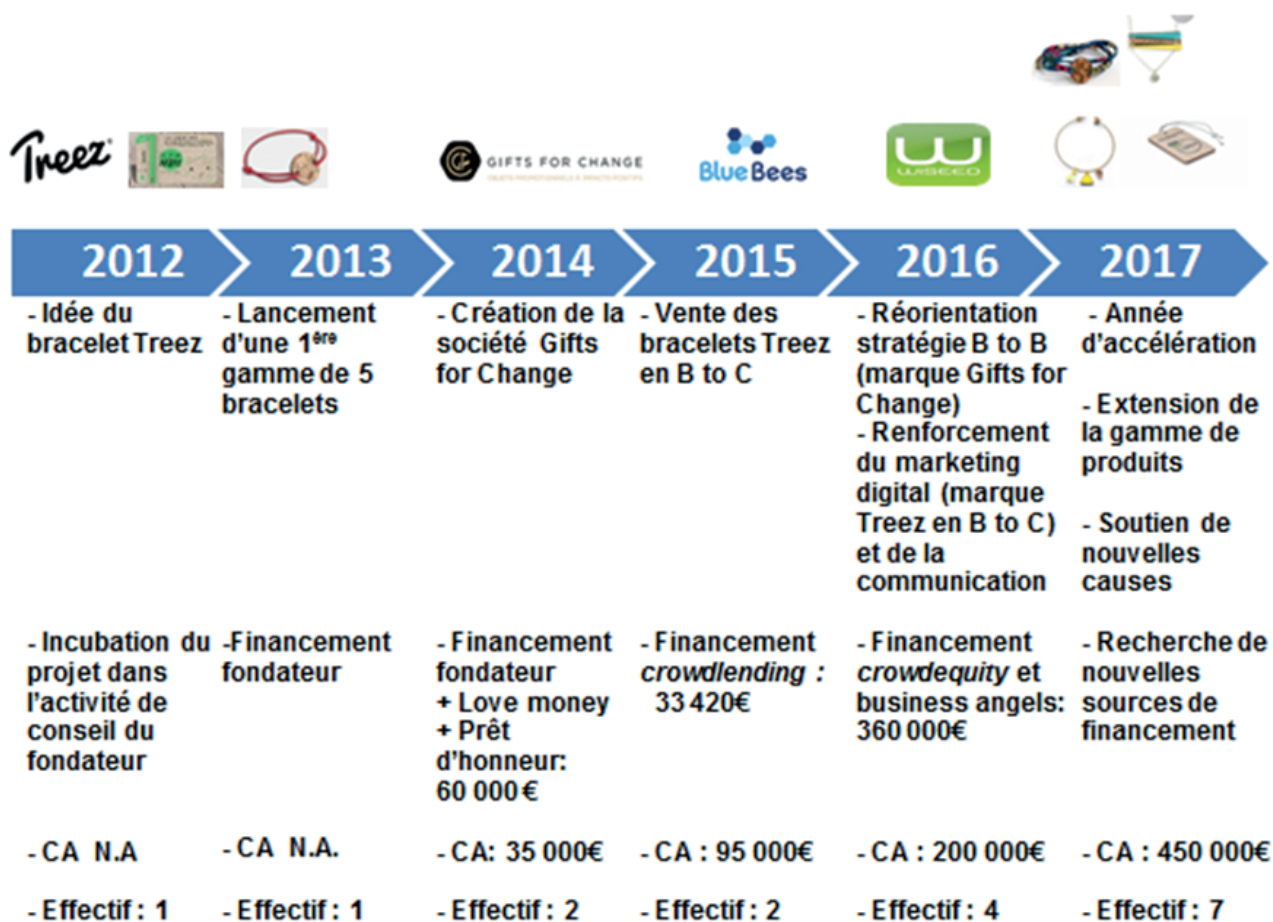 Treez
GIFTS FOR CHANGE
OBJETS PROMOTIONNELS À IMPACTS POSITIFS
BlueBees
WISEED
2012
2013
2014
2015
2016
2017
- Idée du
bracelet Treez
- Lancement
d'une 1ère
gamme de 5
bracelets
- Création de la
société Gifts
for Change
- Vente des
bracelets Treez
en B to C
- Réorientation
stratégie B to B
(marque Gifts for
Change)
- Renforcement
du marketing
digital (marque
Treez en B to C)
et de la
communication
- Année
d'accélération
- Extension de
la gamme de
produits
- Soutien de
nouvelles
causes
- Incubation du
projet dans
l'activité de
conseil du
fondateur
-Financement
fondateur
- Financement
fondateur
+ Love money
+ Prêt
d'honneur:
60 000 €
- Financement
crowdlending :
33 420€
- Financement
crowdequity et
business angels:
360 000€
- Recherche de
nouvelles
sources de
financement
- CA N.A
- CA N.A.
- CA: 35 000€
- CA : 95 000€
- CA : 200 000€
- CA : 450 000€
- Effectif : 1
- Effectif : 1
- Effectif : 2
- Effectif : 2
- Effectif : 4
- Effectif : 7